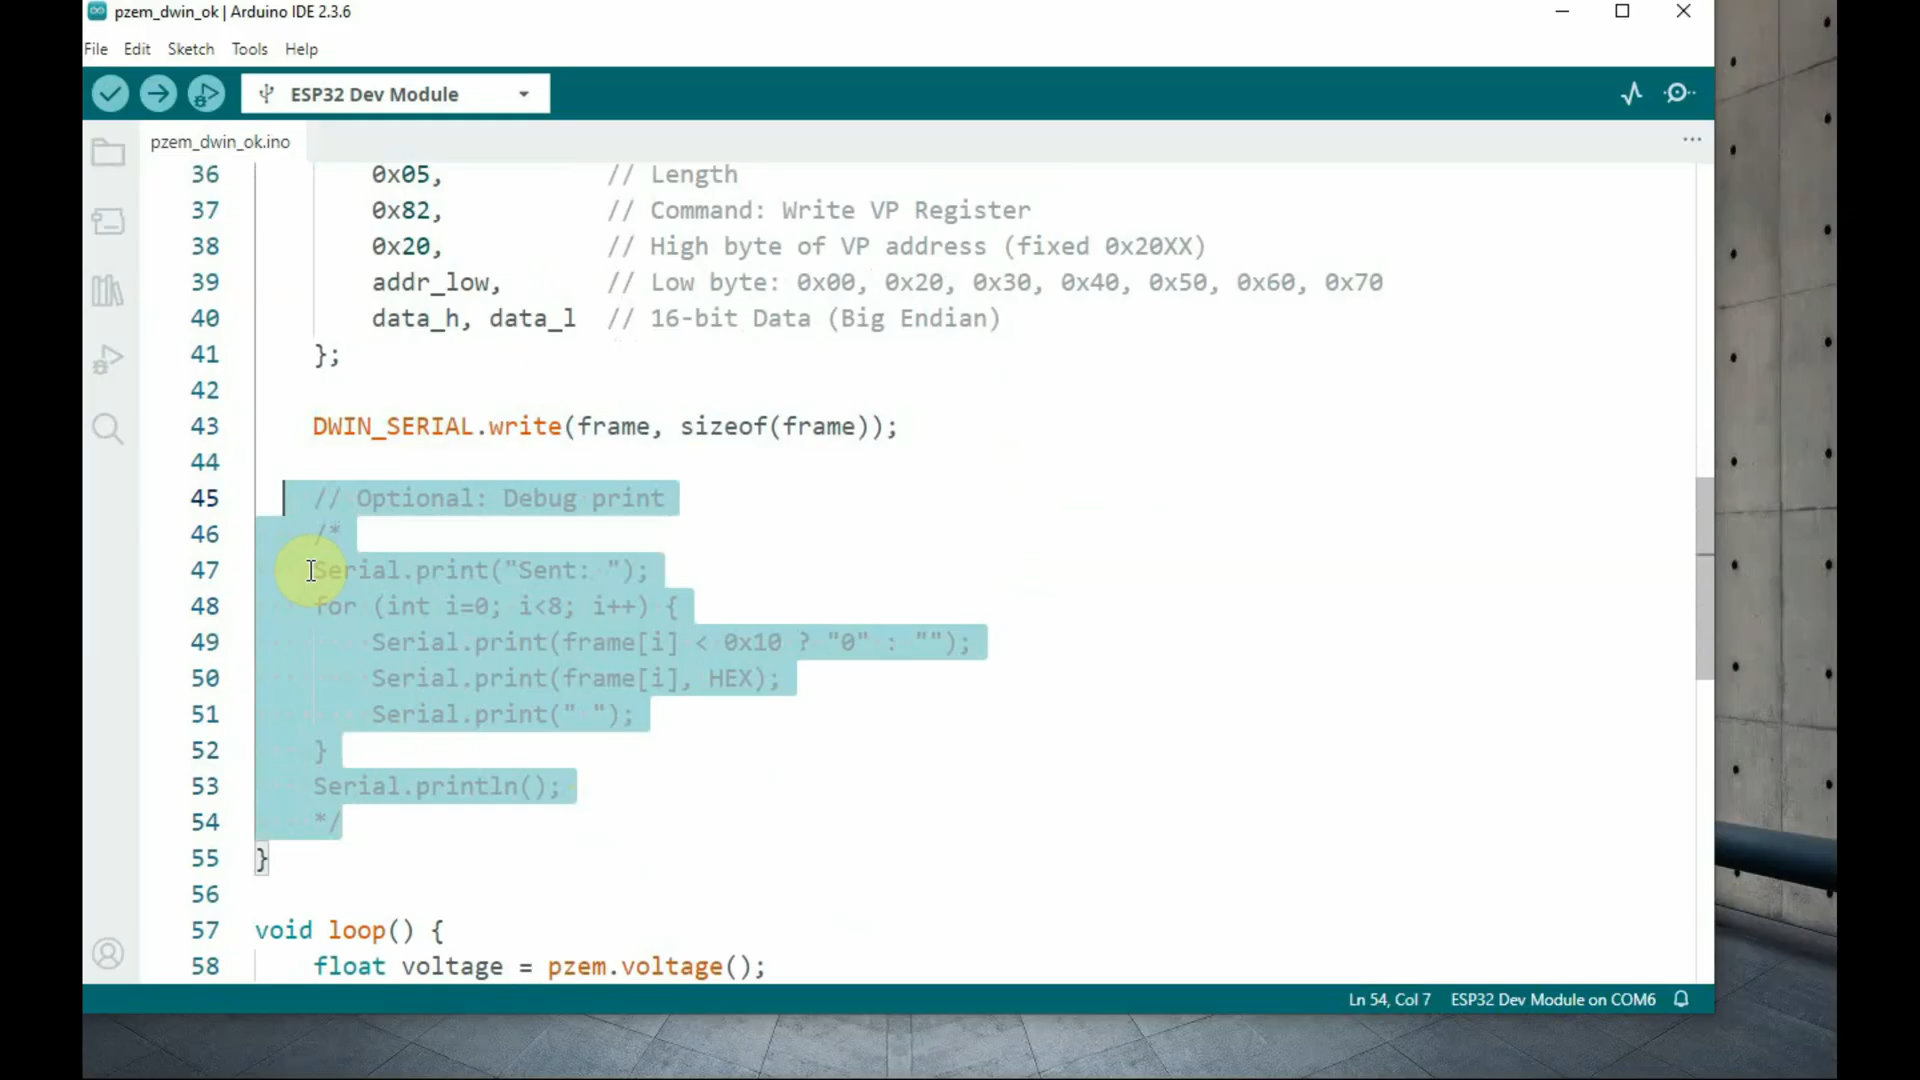 pzem_dwin_ok | Arduino IDE 2.3.6
File Edit Sketch Tools Help
ESP32 Dev Module
pzem_dwin_ok.ino
36 0x05, // Length
37 0x82, // Command: Write VP Register
38 0x20, // High byte of VP address (fixed 0x20XX)
39 addr_low, // Low byte: 0x00, 0x20, 0x30, 0x40, 0x50, 0x60, 0x70
40 data_h, data_l // 16-bit Data (Big Endian)
41 };
42
43 DWIN_SERIAL.write(frame, sizeof(frame));
44
45 // Optional: Debug print
46 /*
47 Serial.print("Sent: ");
48 for (int i=0; i<8; i++) {
49 Serial.print(frame[i] < 0x10 ? "0" : "");
50 Serial.print(frame[i], HEX);
51 Serial.print(" ");
52 }
53 Serial.println();
54 */
55 }
56
57 void loop() {
58 float voltage = pzem.voltage();
Ln 54, Col 7 ESP32 Dev Module on COM6